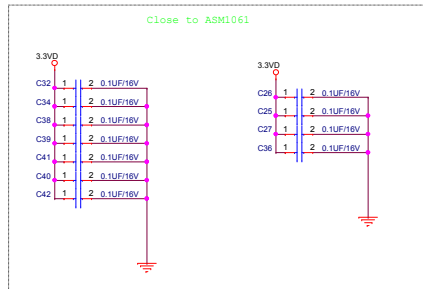 Close to ASM1061
3.3VD
C32 1 2 0.1UF/16V
C34 1 2 0.1UF/16V
C38 1 2 0.1UF/16V
C39 1 2 0.1UF/16V
C41 1 2 0.1UF/16V
C40 1 2 0.1UF/16V
C42 1 2 0.1UF/16V
3.3VD
C26 1 2 0.1UF/16V
C25 1 2 0.1UF/16V
C27 1 2 0.1UF/16V
C36 1 2 0.1UF/16V